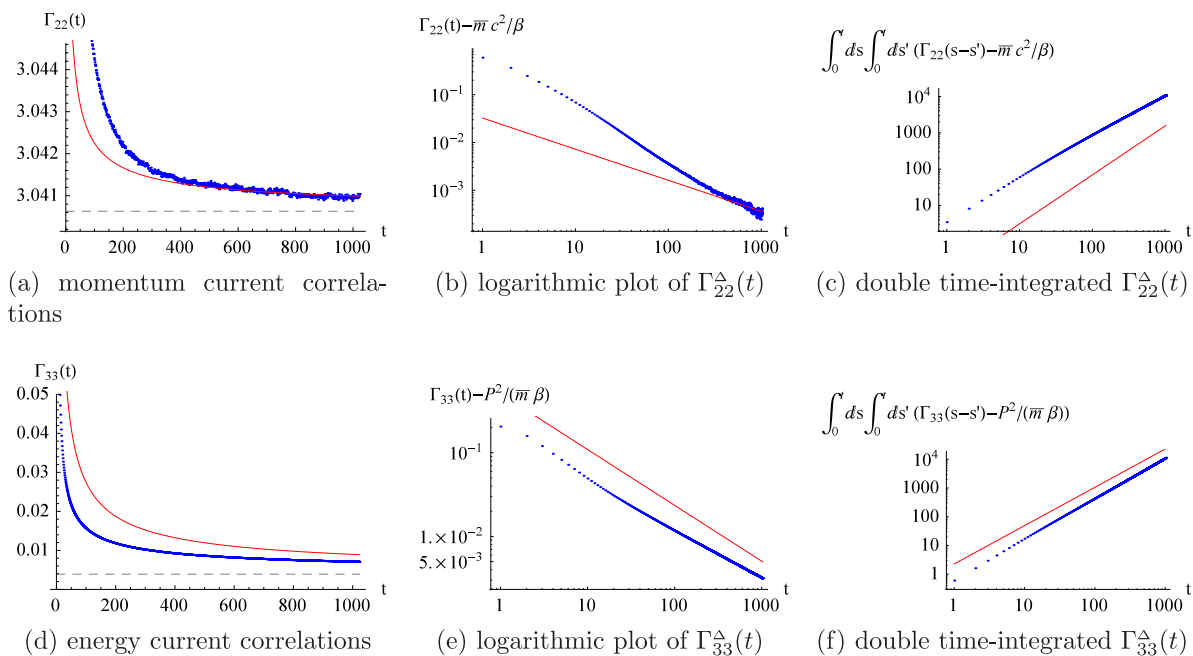 Γ22(t)
3.044
3.043
3.042
3.041
0 200 400 600 800 1000 t
(a) momentum current correla-
tions
Γ22(t)−m̅ c²/β
10⁻¹
10⁻²
10⁻³
1 10 100 1000 t
(b) logarithmic plot of Γ^Δ_22(t)
∫₀ᵗ ds ∫₀ᵗ ds' (Γ22(s−s')−m̅ c²/β)
10⁴
1000
100
10
1 10 100 1000 t
(c) double time-integrated Γ^Δ_22(t)
Γ33(t)
0.05
0.04
0.03
0.02
0.01
0 200 400 600 800 1000 t
(d) energy current correlations
Γ33(t)−P²/(m̅ β)
10⁻¹
1.×10⁻²
5.×10⁻³
1 10 100 1000 t
(e) logarithmic plot of Γ^Δ_33(t)
∫₀ᵗ ds ∫₀ᵗ ds' (Γ33(s−s')−P²/(m̅ β))
10⁴
1000
100
10
1
1 10 100 1000 t
(f) double time-integrated Γ^Δ_33(t)